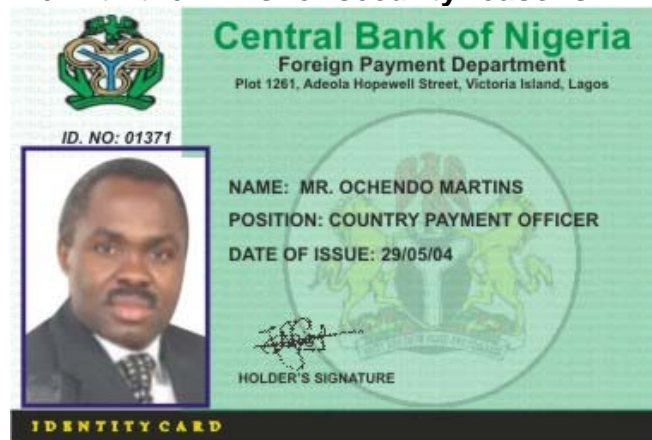 Central Bank of Nigeria
Foreign Payment Department
Plot 1261, Adeola Hopewell Street, Victoria Island, Lagos
ID. NO: 01371
NAME: MR. OCHENDO MARTINS
POSITION: COUNTRY PAYMENT OFFICER
DATE OF ISSUE: 29/05/04
HOLDER'S SIGNATURE
IDENTITY CARD